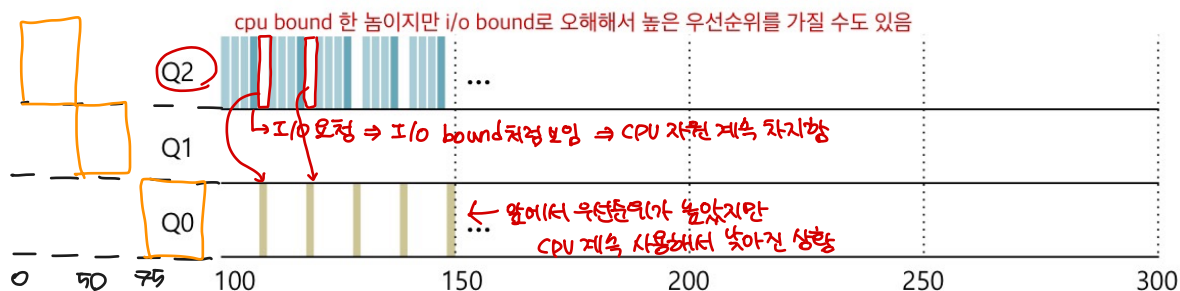 cpu bound 한 놈이지만 i/o bound로 오해해서 높은 우선순위를 가질 수도 있음
Q2
...
↳ I/O 요청 ⇒ I/O bound처럼 보임 ⇒ CPU 자원 계속 차지함
Q1
Q0
← 앞에서 우선순위가 높았지만
...
CPU 계속 사용해서 낮아진 상황
0 50 75 100 150 200 250 300